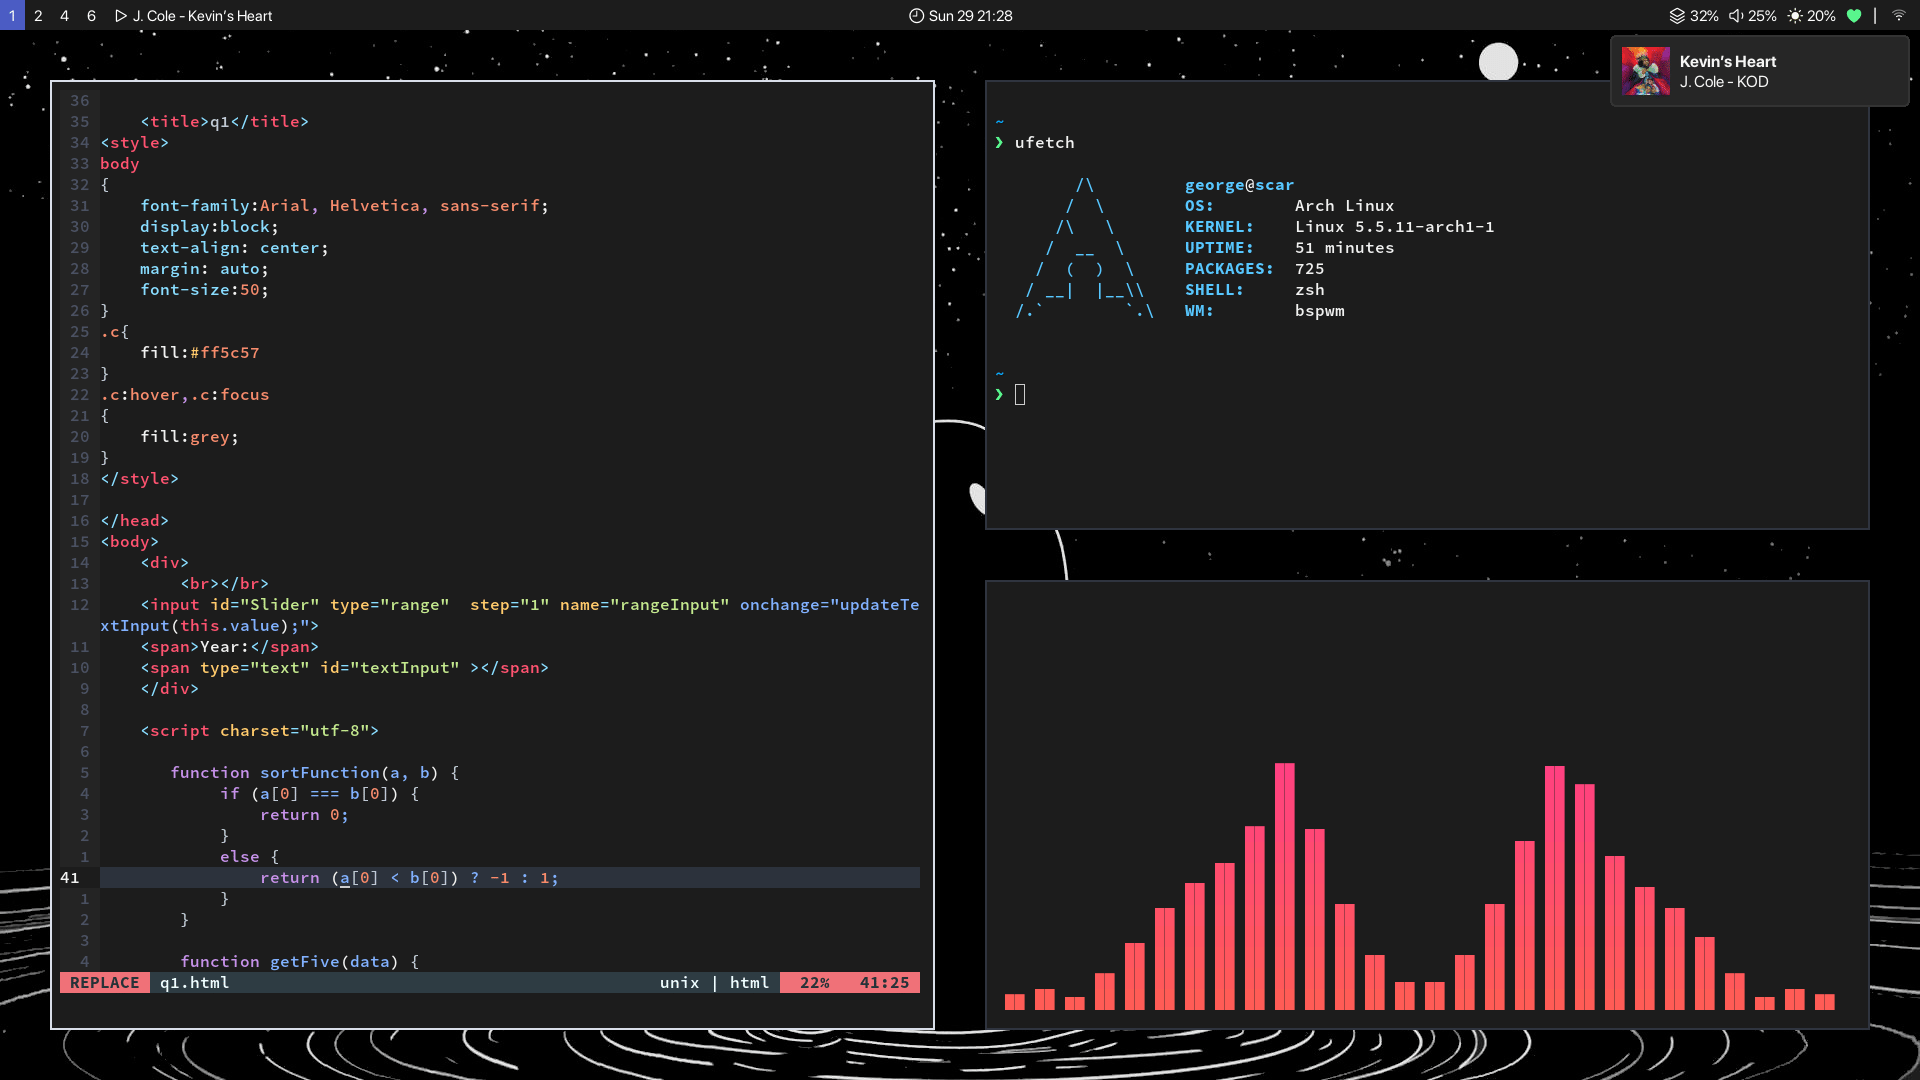 1 2 4 6 J. Cole - Kevin's Heart
Sun 29 21:28
32% 25% 20% |
Kevin's Heart
J. Cole - KOD
36
35     <title>q1</title>
34 <style>
33 body
32 {
31     font-family:Arial, Helvetica, sans-serif;
30     display:block;
29     text-align: center;
28     margin: auto;
27     font-size:50;
26 }
25 .c{
24     fill:#ff5c57
23 }
22 .c:hover,.c:focus
21 {
20     fill:grey;
19 }
18 </style>
17
16 </head>
15 <body>
14     <div>
13         <br></br>
12     <input id="Slider" type="range"  step="1" name="rangeInput" onchange="updateTe
xtInput(this.value);">
11     <span>Year:</span>
10     <span type="text" id="textInput" ></span>
9     </div>
8
7     <script charset="utf-8">
6
5        function sortFunction(a, b) {
4             if (a[0] === b[0]) {
3                 return 0;
2             }
1             else {
41                 return (a[0] < b[0]) ? -1 : 1;
1             }
2         }
3
4         function getFive(data) {
REPLACE q1.html unix | html 22% 41:25
~
❯ ufetch
      /\
     /  \
    /\   \
   /  __  \
  /  (  )  \
 / __|  |__\\
/.`        `.\
george@scar
OS: Arch Linux
KERNEL: Linux 5.5.11-arch1-1
UPTIME: 51 minutes
PACKAGES: 725
SHELL: zsh
WM: bspwm
~
❯